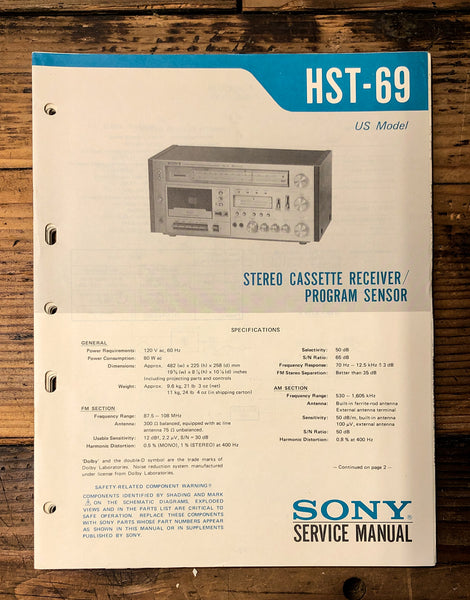 HST-69
US Model
STEREO CASSETTE RECEIVER/
PROGRAM SENSOR
SPECIFICATIONS
GENERAL
Power Requirements: 120 V ac, 60 Hz
Power Consumption: 80 W ac
Dimensions: Approx. 482 (w) x 225 (h) x 258 (d) mm
Including projecting parts and controls
Weight: Approx. 9.6 kg, 21 lb 3 oz (net)
11 kg, 24 lb 4 oz (in shipping carton)
FM SECTION
Frequency Range: 87.5 – 108 MHz
Antenna: 300 Ω balanced, equipped with ac line
antenna 75 Ω unbalanced.
Usable Sensitivity: 12 dBf, 2.2 μV, S/N = 30 dB
Harmonic Distortion: 0.6 % (MONO), 1 % (STEREO) at 400 Hz
Selectivity: 50 dB
S/N Ratio: 66 dB
Frequency Response: 70 Hz – 12.5 kHz ± 3 dB
FM Stereo Separation: Better than 35 dB
AM SECTION
Frequency Range: 530 – 1,605 kHz
Antenna: Built-in ferrite-rod antenna
External antenna terminal
Sensitivity: 50 dB/m, built-in antenna
100 μV, external antenna
S/N Ratio: 50 dB
Harmonic Distortion: 0.8 % at 400 Hz
'Dolby' and the double-D symbol are the trade marks of
Dolby Laboratories. Noise reduction system manufactured
under license from Dolby Laboratories.
– Continued on page 2 –
SAFETY-RELATED COMPONENT WARNING!!
COMPONENTS IDENTIFIED BY SHADING AND MARK
⚠ ON THE SCHEMATIC DIAGRAMS, EXPLODED
VIEWS AND IN THE PARTS LIST ARE CRITICAL TO
SAFE OPERATION. REPLACE THESE COMPONENTS
WITH SONY PARTS WHOSE PART NUMBERS APPEAR
AS SHOWN IN THIS MANUAL OR IN SUPPLEMENTS
PUBLISHED BY SONY.
SONY®
SERVICE MANUAL